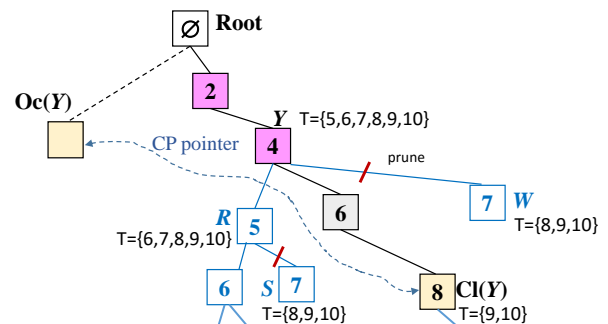 ∅ Root
2
Oc(Y)
Y T={5,6,7,8,9,10}
CP pointer
4
prune
7 W
R
5
6
T={8,9,10}
T={6,7,8,9,10}
6
S 7
8 Cl(Y)
T={8,9,10}
T={9,10}